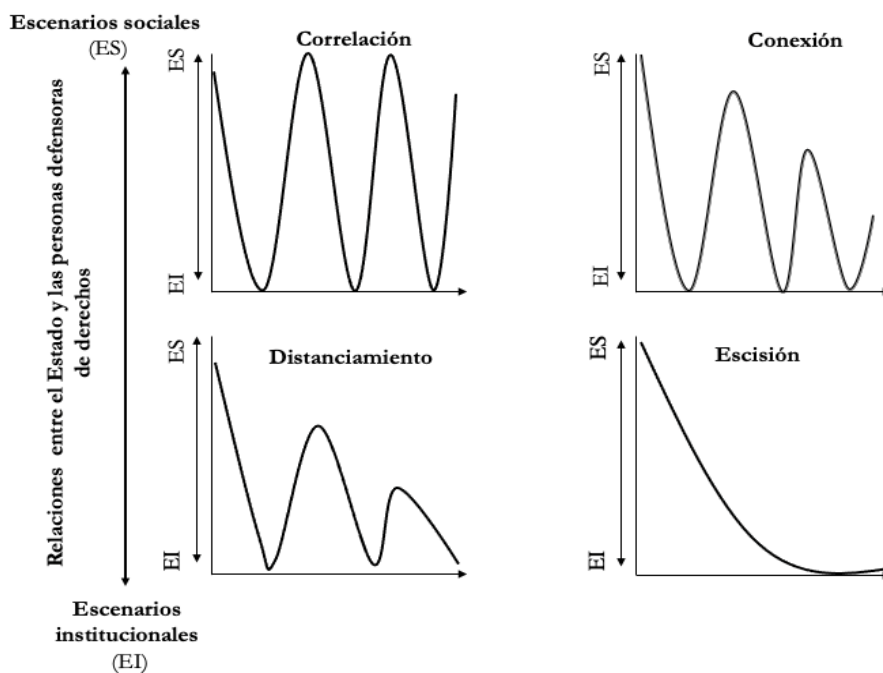 Escenarios sociales
(ES)
Relaciones entre el Estado y las personas defensoras
de derechos
Escenarios
institucionales
(EI)
Correlación
ES
EI
Conexión
ES
EI
Distanciamiento
ES
EI
Escisión
ES
EI